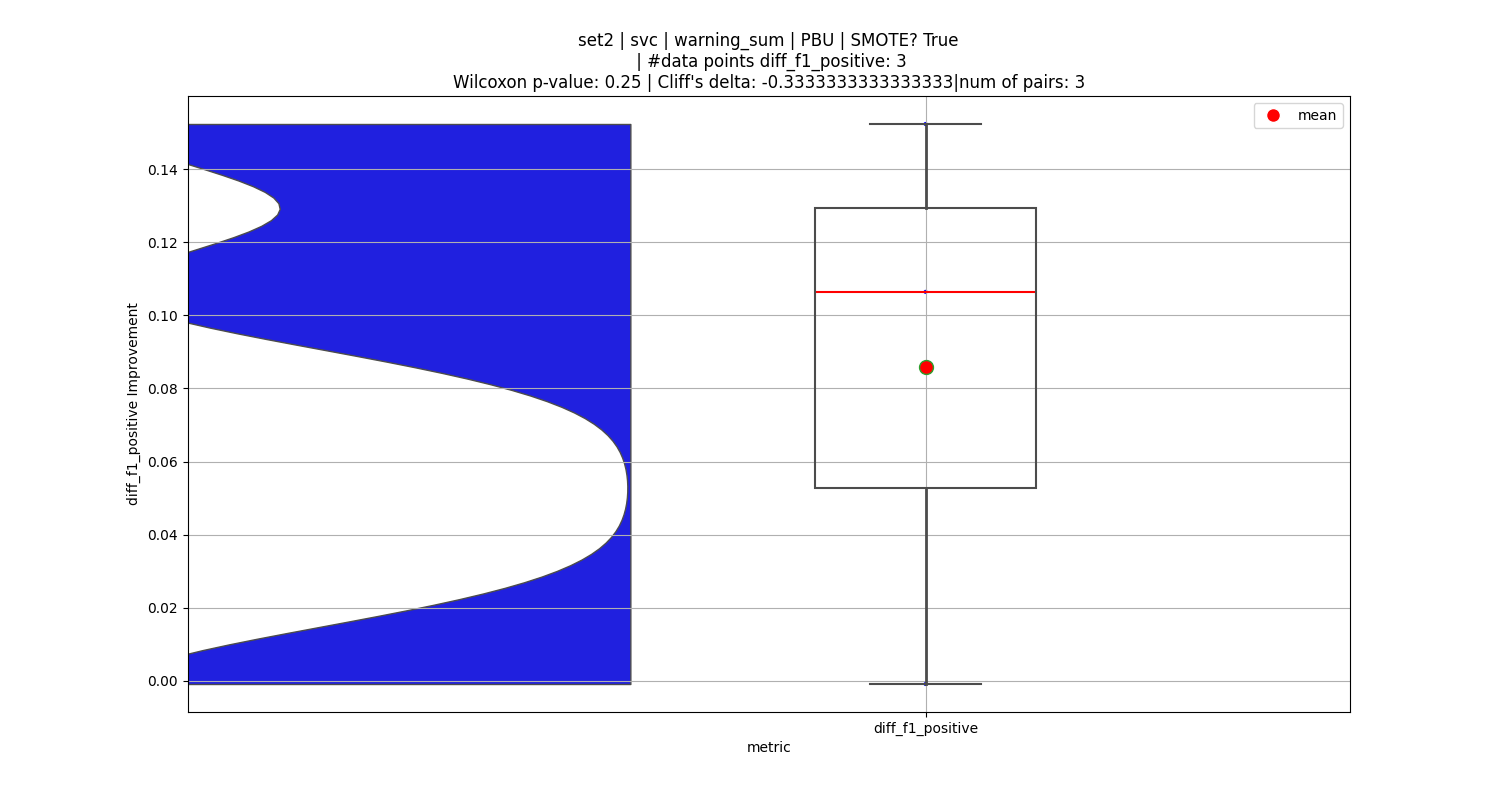 set2 | svc | warning_sum | PBU | SMOTE? True
| #data points diff_f1_positive: 3
Wilcoxon p-value: 0.25 | Cliff's delta: -0.3333333333333333|num of pairs: 3
mean
diff_f1_positive Improvement
0.14
0.12
0.10
0.08
0.06
0.04
0.02
0.00
diff_f1_positive
metric